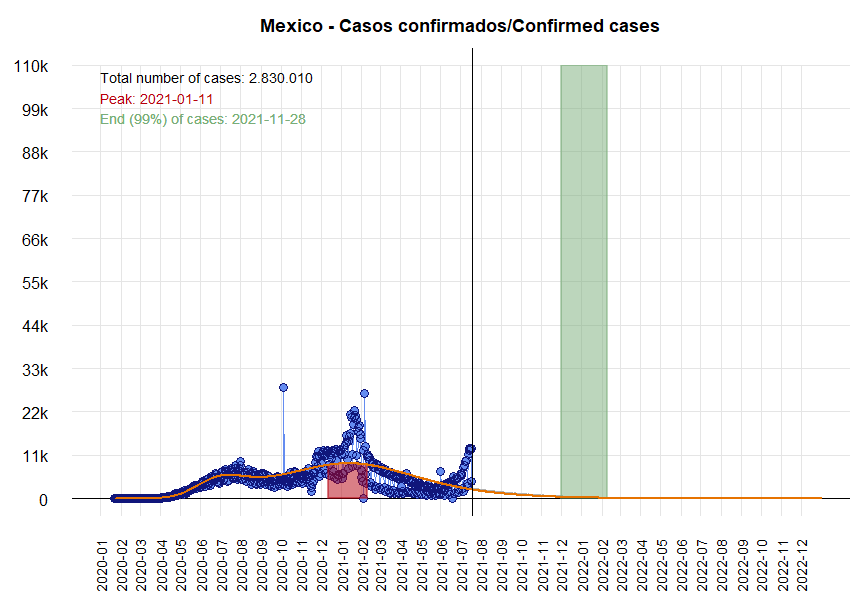 Mexico - Casos confirmados/Confirmed cases
Total number of cases: 2.830.010
Peak: 2021-01-11
End (99%) of cases: 2021-11-28
110k
99k
88k
77k
66k
55k
44k
33k
22k
11k
0
2020-01
2020-02
2020-03
2020-04
2020-05
2020-06
2020-07
2020-08
2020-09
2020-10
2020-11
2020-12
2021-01
2021-02
2021-03
2021-04
2021-05
2021-06
2021-07
2021-08
2021-09
2021-10
2021-11
2021-12
2022-01
2022-02
2022-03
2022-04
2022-05
2022-06
2022-07
2022-08
2022-09
2022-10
2022-11
2022-12